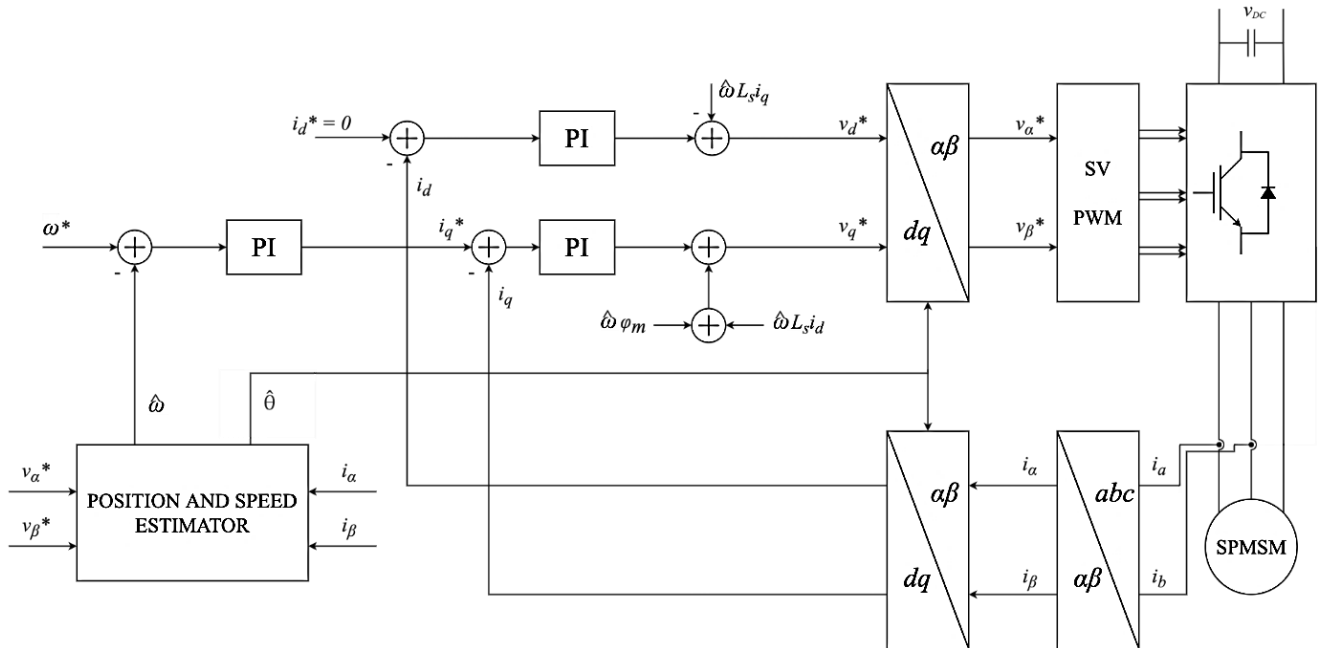 v_DC
ω̂ L_s i_q
-
i_d* = 0
PI
v_d*
αβ
v_α*
-
i_d
SV
PWM
ω*
PI
i_q*
PI
v_q*
dq
v_β*
-
-
i_q
ω̂ φ_m
ω̂ L_s i_d
ω̂
θ̂
v_α*
i_α
αβ
i_α
abc
i_a
POSITION AND SPEED
ESTIMATOR
SPMSM
v_β*
i_β
dq
i_β
αβ
i_b